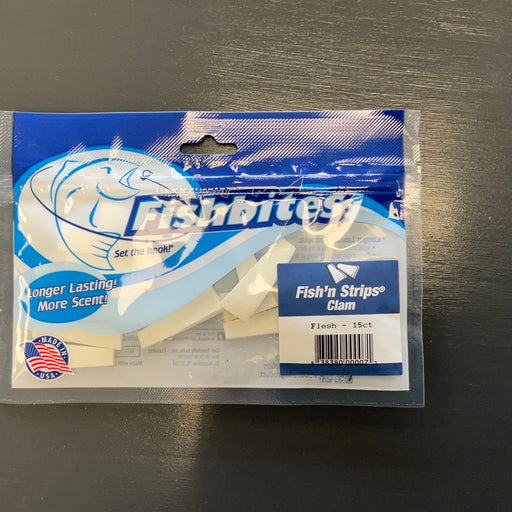 Fishbites
Set the hook!
Longer Lasting!
More Scent!
MADE IN
USA
Fish'n Strips®
Clam
Flesh - 15ct